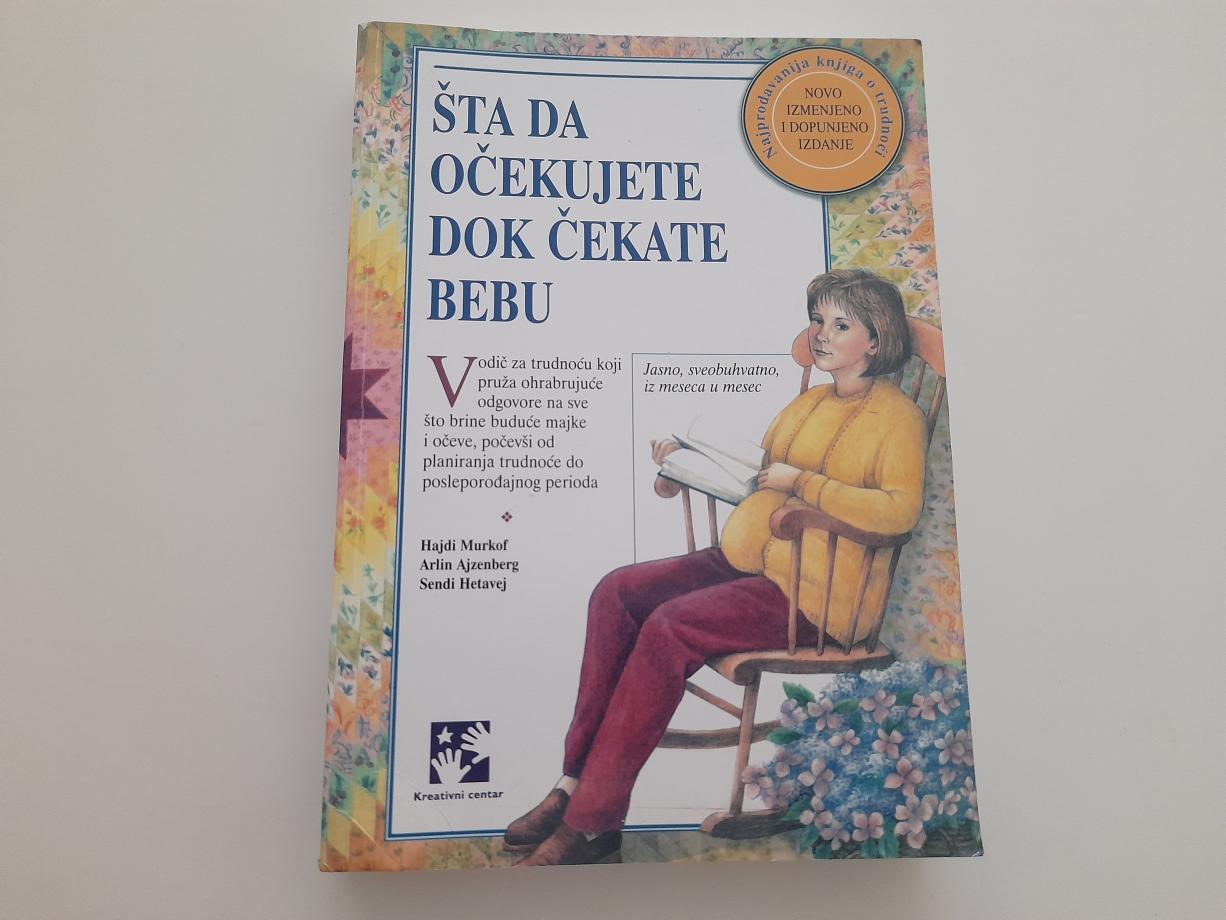 Najprodavanija knjiga o trudnoći
NOVO
IZMENJENO
I DOPUNJENO
IZDANJE
ŠTA DA
OČEKUJETE
DOK ČEKATE
BEBU
Vodič za trudnoću koji
pruža ohrabrujuće
odgovore na sve
što brine buduće majke
i očeve, počevši od
planiranja trudnoće do
posleporođajnog perioda
Jasno, sveobuhvatno,
iz meseca u mesec
Hajdi Murkof
Arlin Ajzenberg
Sendi Hetavej
Kreativni centar